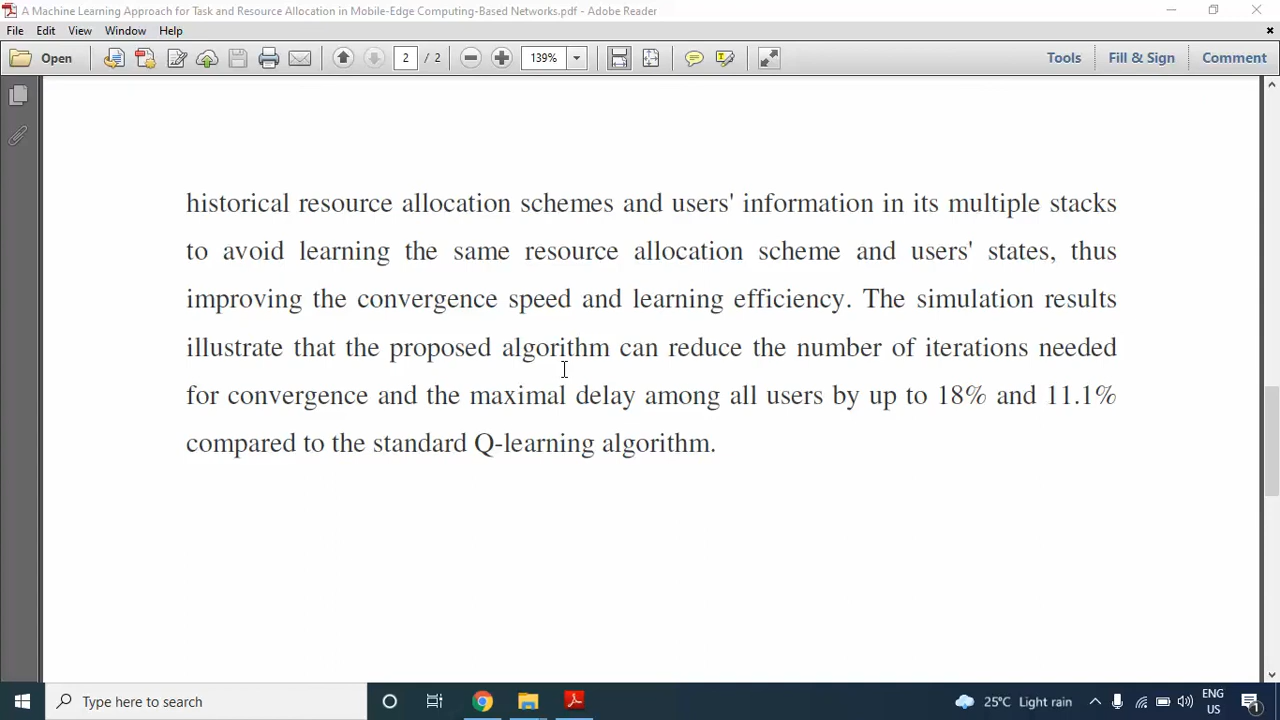 A Machine Learning Approach for Task and Resource Allocation in Mobile-Edge Computing-Based Networks.pdf - Adobe Reader
File Edit View Window Help
Open 2 / 2 139% Tools Fill & Sign Comment
historical resource allocation schemes and users' information in its multiple stacks
to avoid learning the same resource allocation scheme and users' states, thus
improving the convergence speed and learning efficiency. The simulation results
illustrate that the proposed algorithm can reduce the number of iterations needed
for convergence and the maximal delay among all users by up to 18% and 11.1%
compared to the standard Q-learning algorithm.
Type here to search 25°C Light rain ENG
US 1